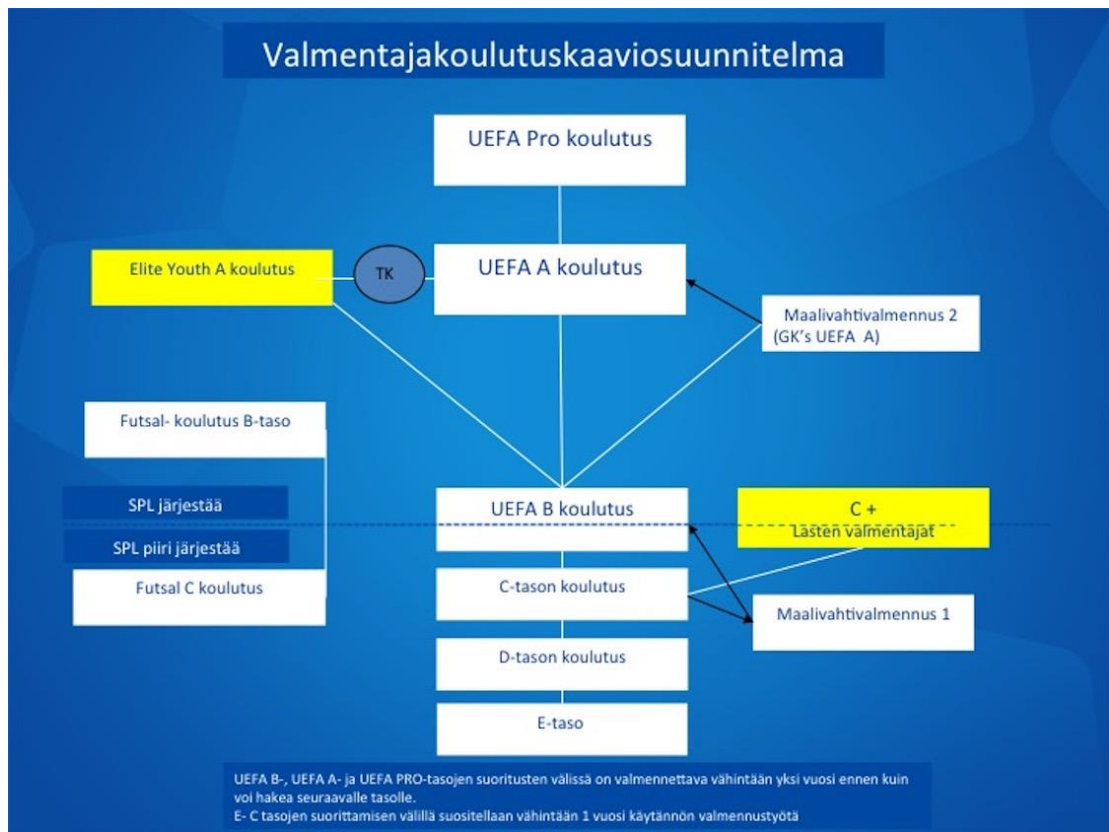 Valmentajakoulutuskaaviosuunnitelma
UEFA Pro koulutus
Elite Youth A koulutus
TK
UEFA A koulutus
Maalivahtivalmennus 2
(GK's UEFA A)
Futsal- koulutus B-taso
SPL järjestää
UEFA B koulutus
C +
Lasten valmentajat
SPL piiri järjestää
Futsal C koulutus
C-tason koulutus
Maalivahtivalmennus 1
D-tason koulutus
E-taso
UEFA B-, UEFA A- ja UEFA PRO-tasojen suoritusten välissä on valmennettava vähintään yksi vuosi ennen kuin
voi hakea seuraavalle tasolle.
E- C tasojen suorittamisen välillä suositellaan vähintään 1 vuosi käytännön valmennustyötä